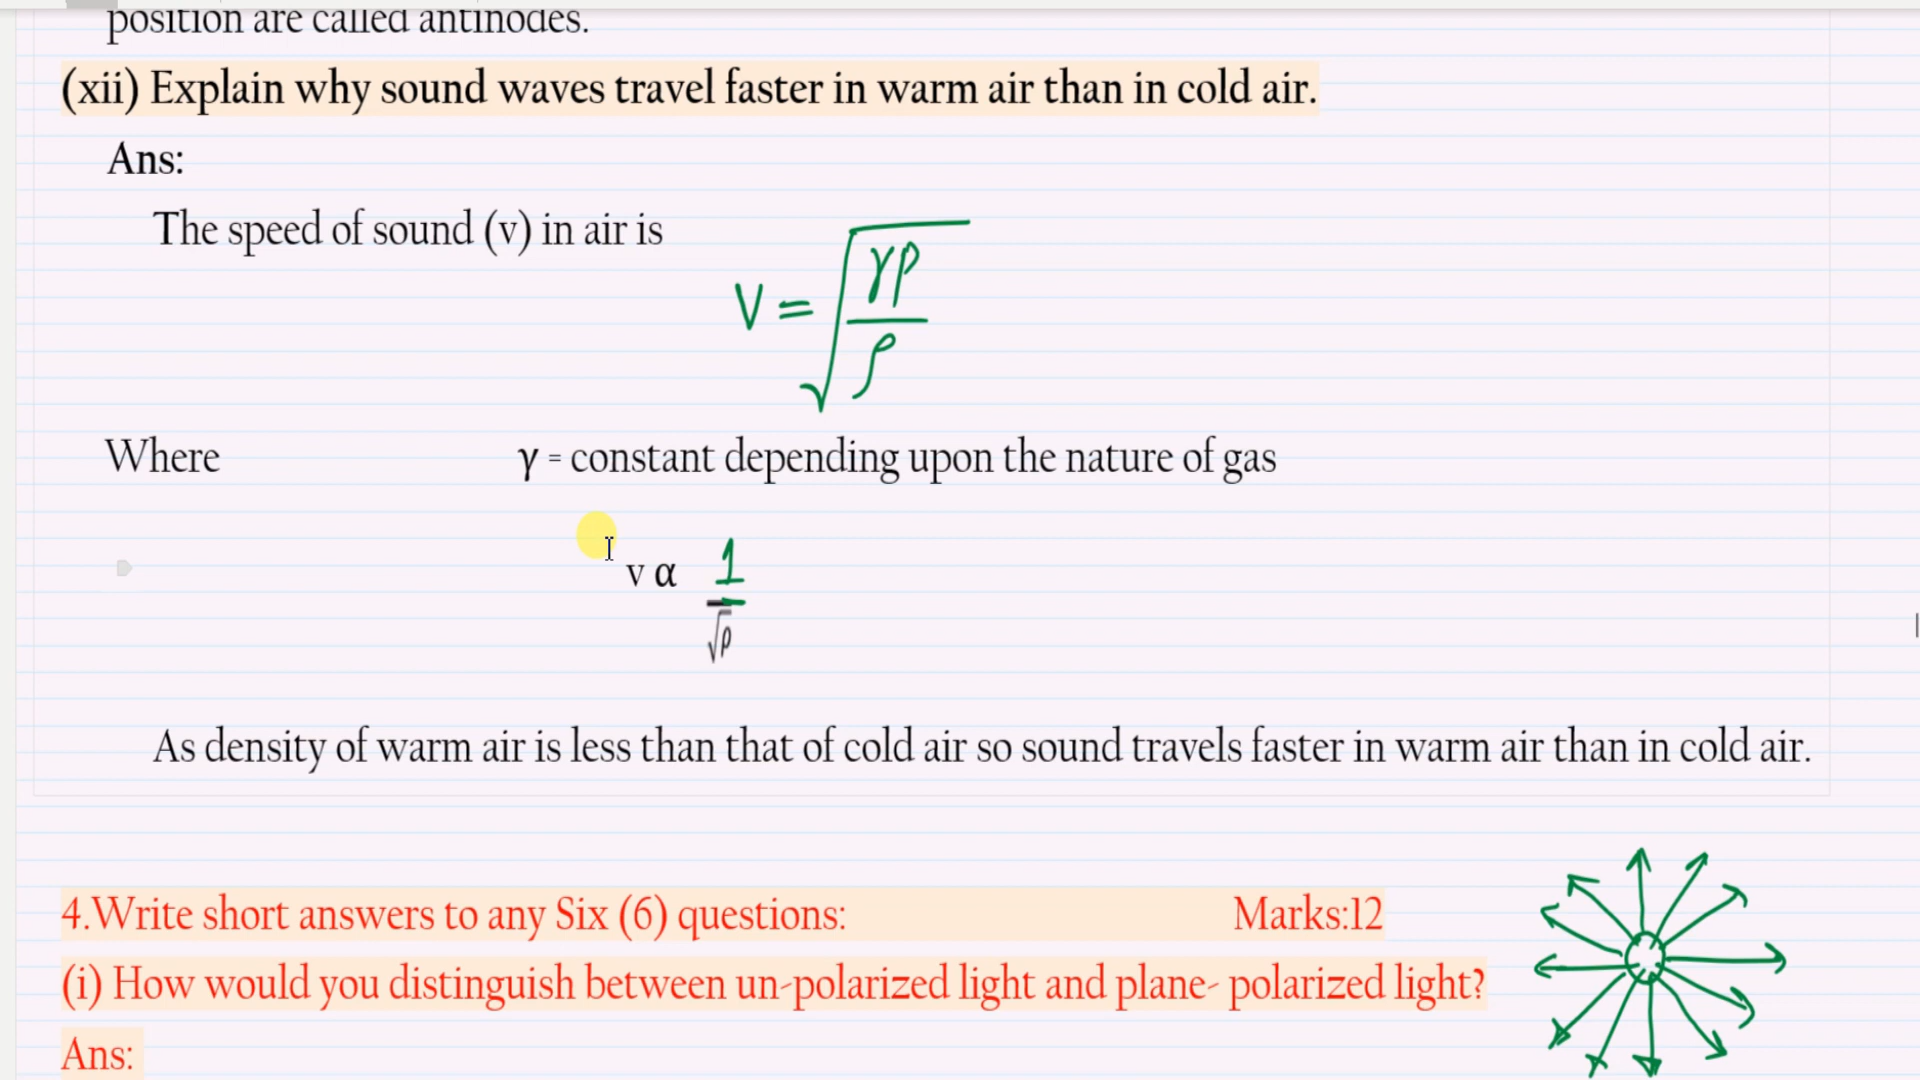 position are called antinodes.
(xii) Explain why sound waves travel faster in warm air than in cold air.
Ans:
The speed of sound (v) in air is
V = √(γP/ρ)
Where γ = constant depending upon the nature of gas
v α 1/√ρ
As density of warm air is less than that of cold air so sound travels faster in warm air than in cold air.
4.Write short answers to any Six (6) questions: Marks:12
(i) How would you distinguish between un-polarized light and plane- polarized light?
Ans: